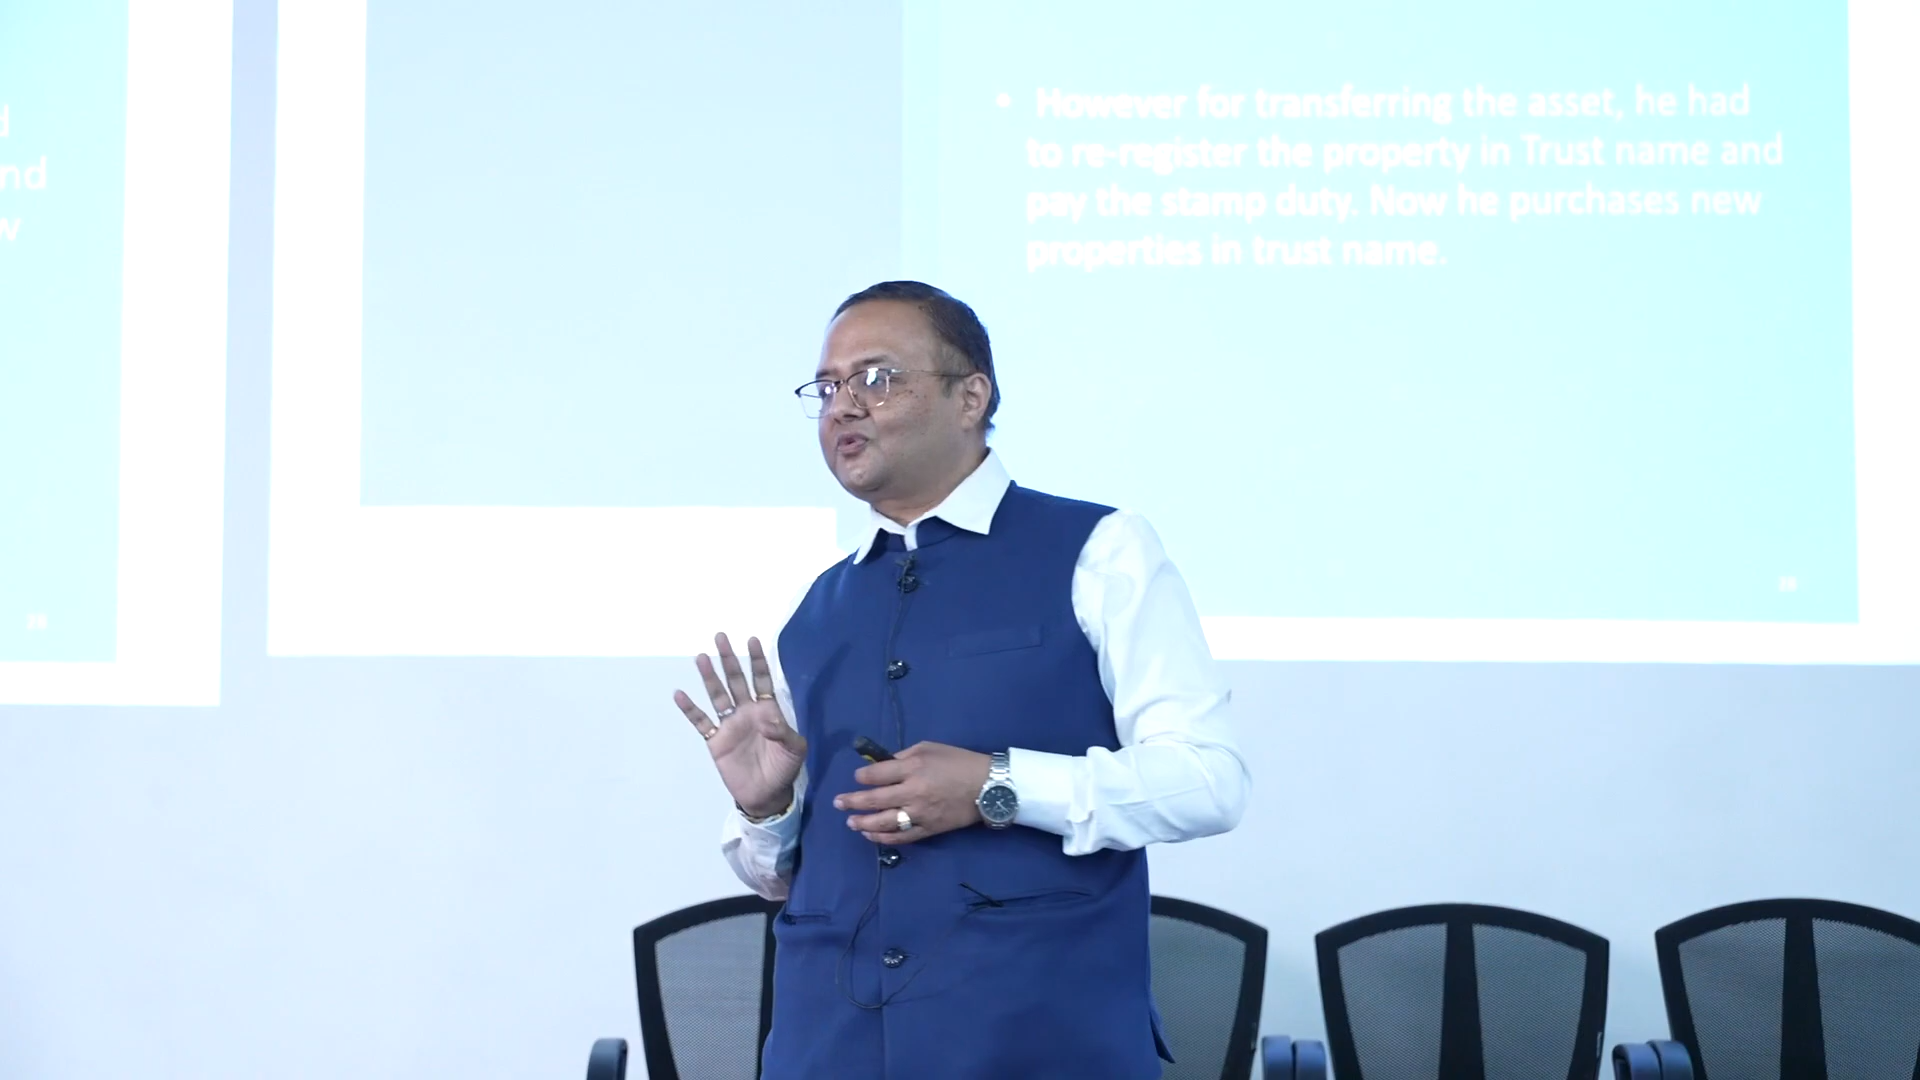 d
nd
w
• However for transferring the asset, he had
to re-register the property in Trust name and
pay the stamp duty. Now he purchases new
properties in trust name.